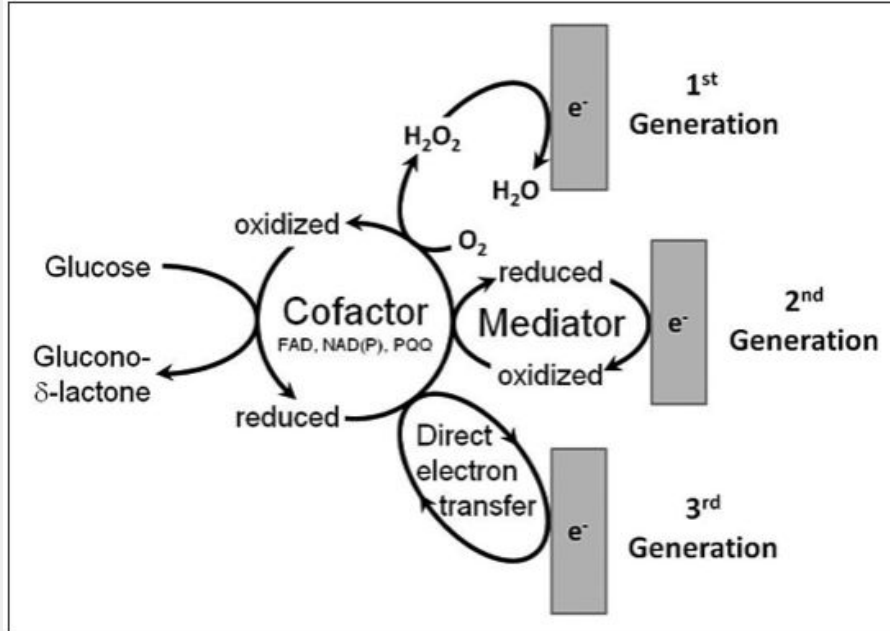 1st
Generation
e-
H2O2
H2O
oxidized
O2
Glucose
Cofactor
FAD, NAD(P), PQQ
reduced
Mediator
oxidized
e-
2nd
Generation
Glucono-
δ-lactone
reduced
Direct
electron
transfer
e-
3rd
Generation